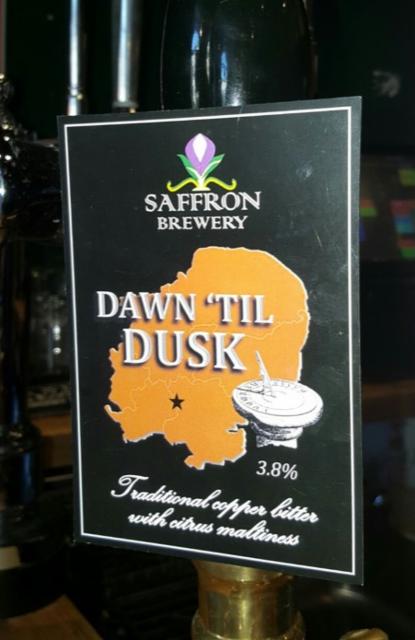 SAFFRON
BREWERY
DAWN 'TIL
DUSK
3.8%
Traditional copper bitter
with citrus maltiness